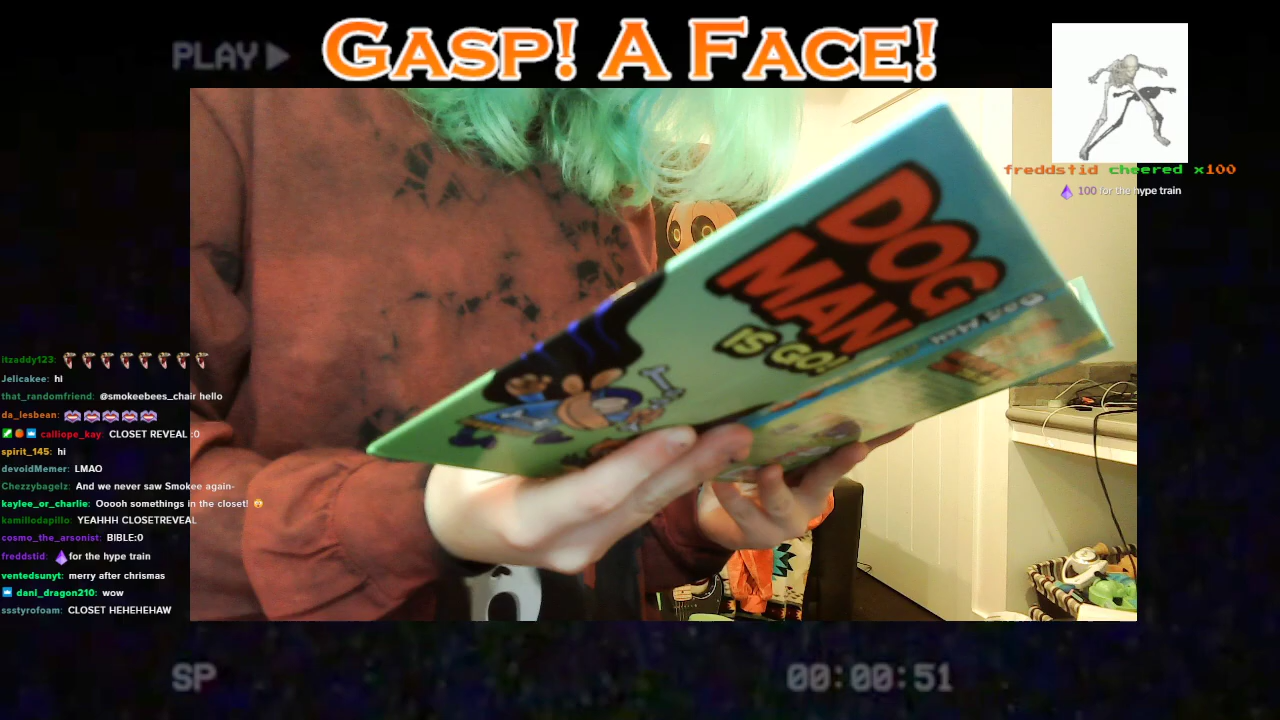 PLAY
GASP! A FACE!
freddstid cheered x100
100 for the hype train
DOG
MAN
IS GO!
itzaddy123:
Jelicakee: hi
that_randomfriend: @smokeebees_chair hello
da_lesbean:
calliope_kay: CLOSET REVEAL :0
spirit_145: hi
devoidMemer: LMAO
Chezzybagelz: And we never saw Smokee again-
kaylee_or_charlie: Ooooh somethings in the closet!
kamillodapillo: YEAHHH CLOSETREVEAL
cosmo_the_arsonist: BIBLE:0
freddstid: for the hype train
ventedsunyt: merry after chrismas
dani_dragon210: wow
ssstyrofoam: CLOSET HEHEHEHAW
SP
00:00:51